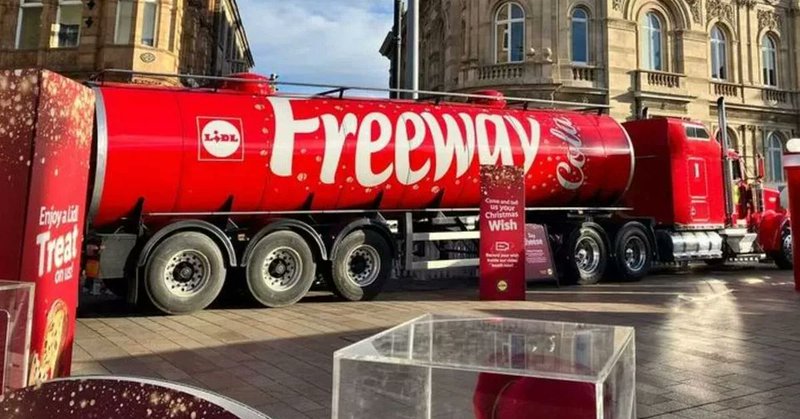 LIDL
Freeway
Cola
Enjoy a Lidl
Treat
on us!
Come and tell
us your
Christmas
Wish